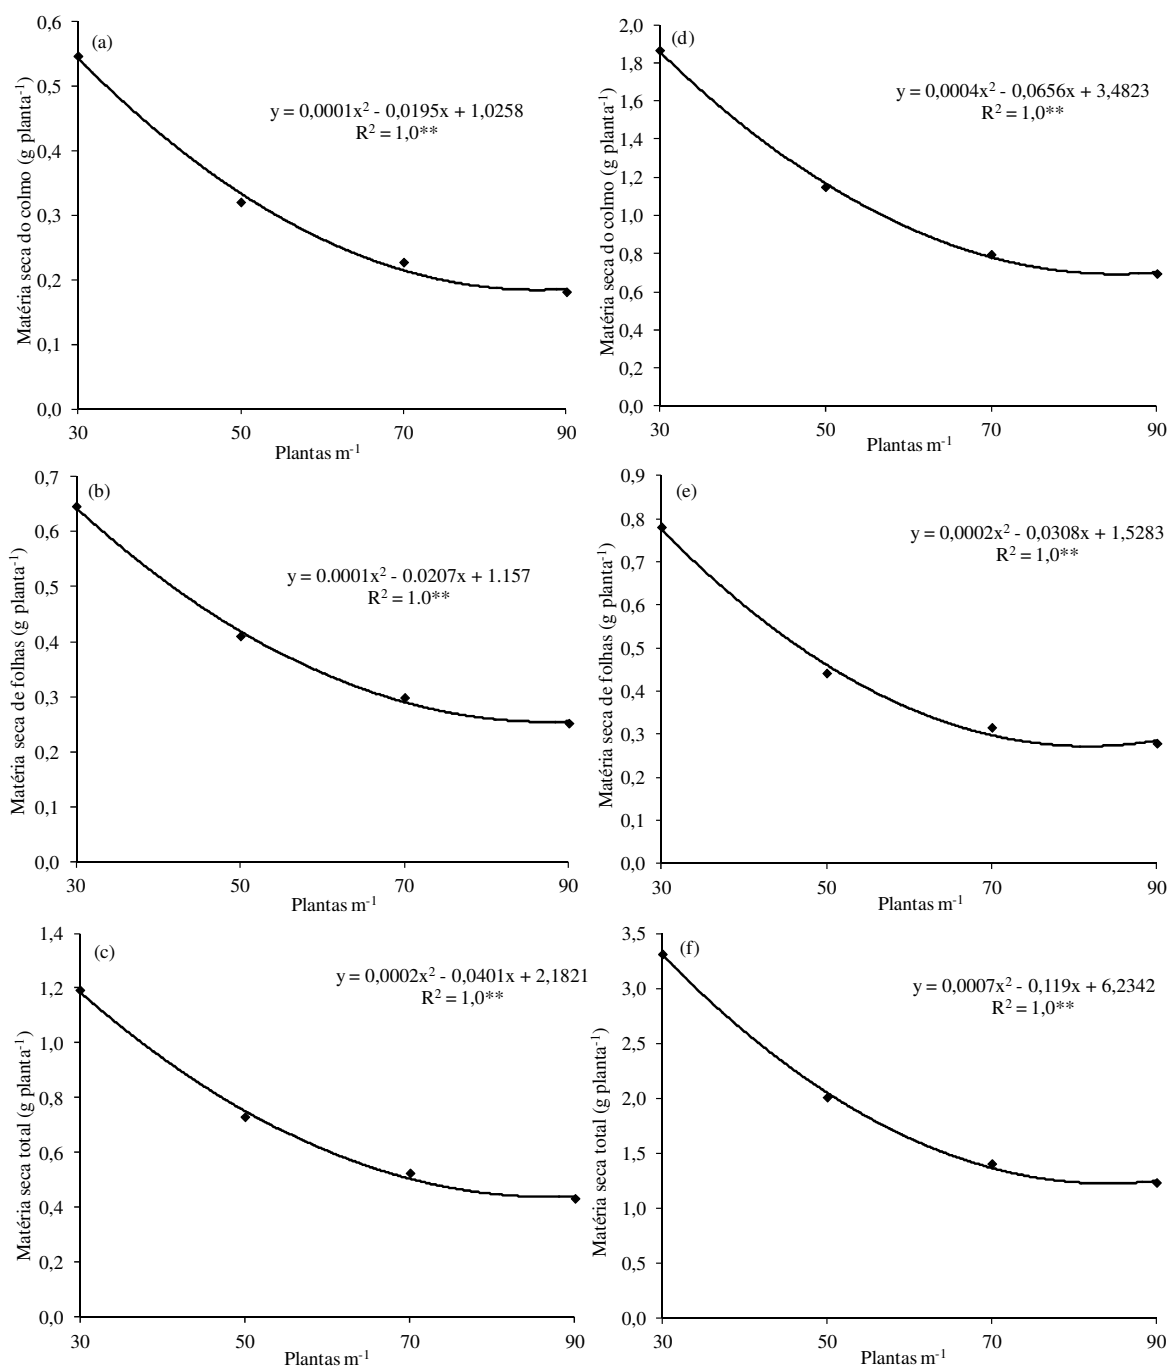 (a)
Matéria seca do colmo (g planta-1)
0,6
0,5
0,4
0,3
0,2
0,1
0,0
y = 0,0001x² - 0,0195x + 1,0258
R² = 1,0**
30 50 70 90
Plantas m-1
(d)
Matéria seca do colmo (g planta-1)
2,0
1,8
1,6
1,4
1,2
1,0
0,8
0,6
0,4
0,2
0,0
y = 0,0004x² - 0,0656x + 3,4823
R² = 1,0**
30 50 70 90
Plantas m-1
(b)
Matéria seca de folhas (g planta-1)
0,7
0,6
0,5
0,4
0,3
0,2
0,1
0,0
y = 0.0001x² - 0.0207x + 1.157
R² = 1.0**
30 50 70 90
Plantas m-1
(e)
Matéria seca de folhas (g planta-1)
0,9
0,8
0,7
0,6
0,5
0,4
0,3
0,2
0,1
0,0
y = 0,0002x² - 0,0308x + 1,5283
R² = 1,0**
30 50 70 90
Plantas m-1
(c)
Matéria seca total (g planta-1)
1,4
1,2
1,0
0,8
0,6
0,4
0,2
0,0
y = 0,0002x² - 0,0401x + 2,1821
R² = 1,0**
30 50 70 90
Plantas m-1
(f)
Matéria seca total (g planta-1)
3,5
3,0
2,5
2,0
1,5
1,0
0,5
0,0
y = 0,0007x² - 0,119x + 6,2342
R² = 1,0**
30 50 70 90
Plantas m-1